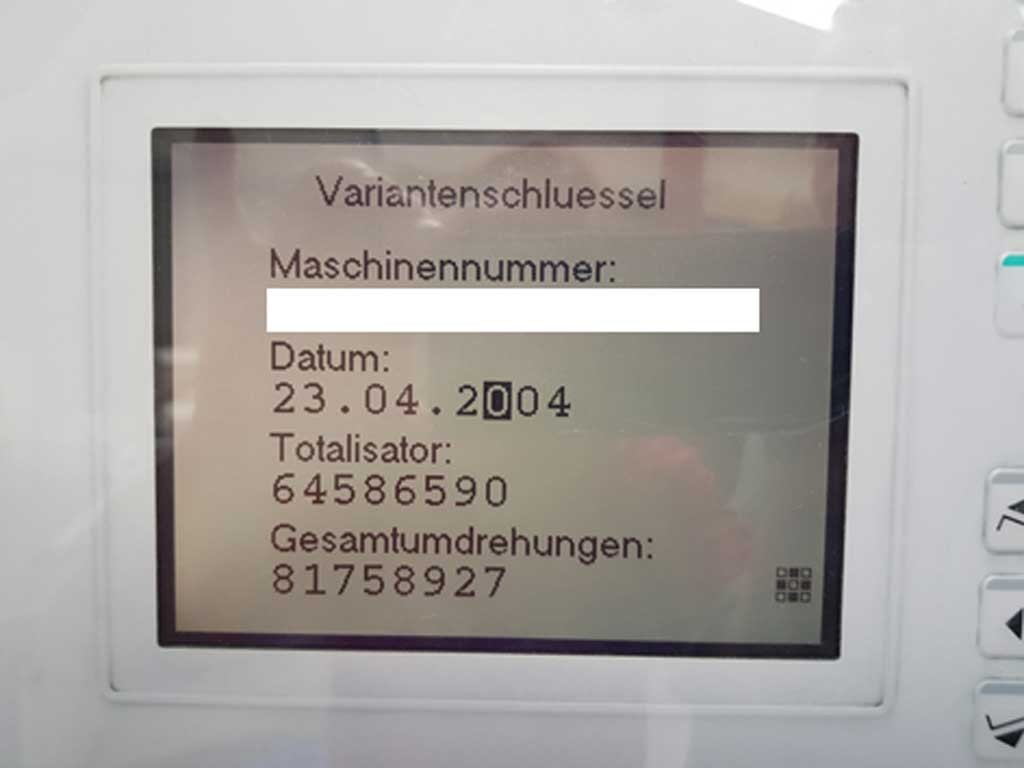 Variantenschluessel
Maschinennummer:
Datum:
23.04.2004
Totalisator:
64586590
Gesamtumdrehungen:
81758927